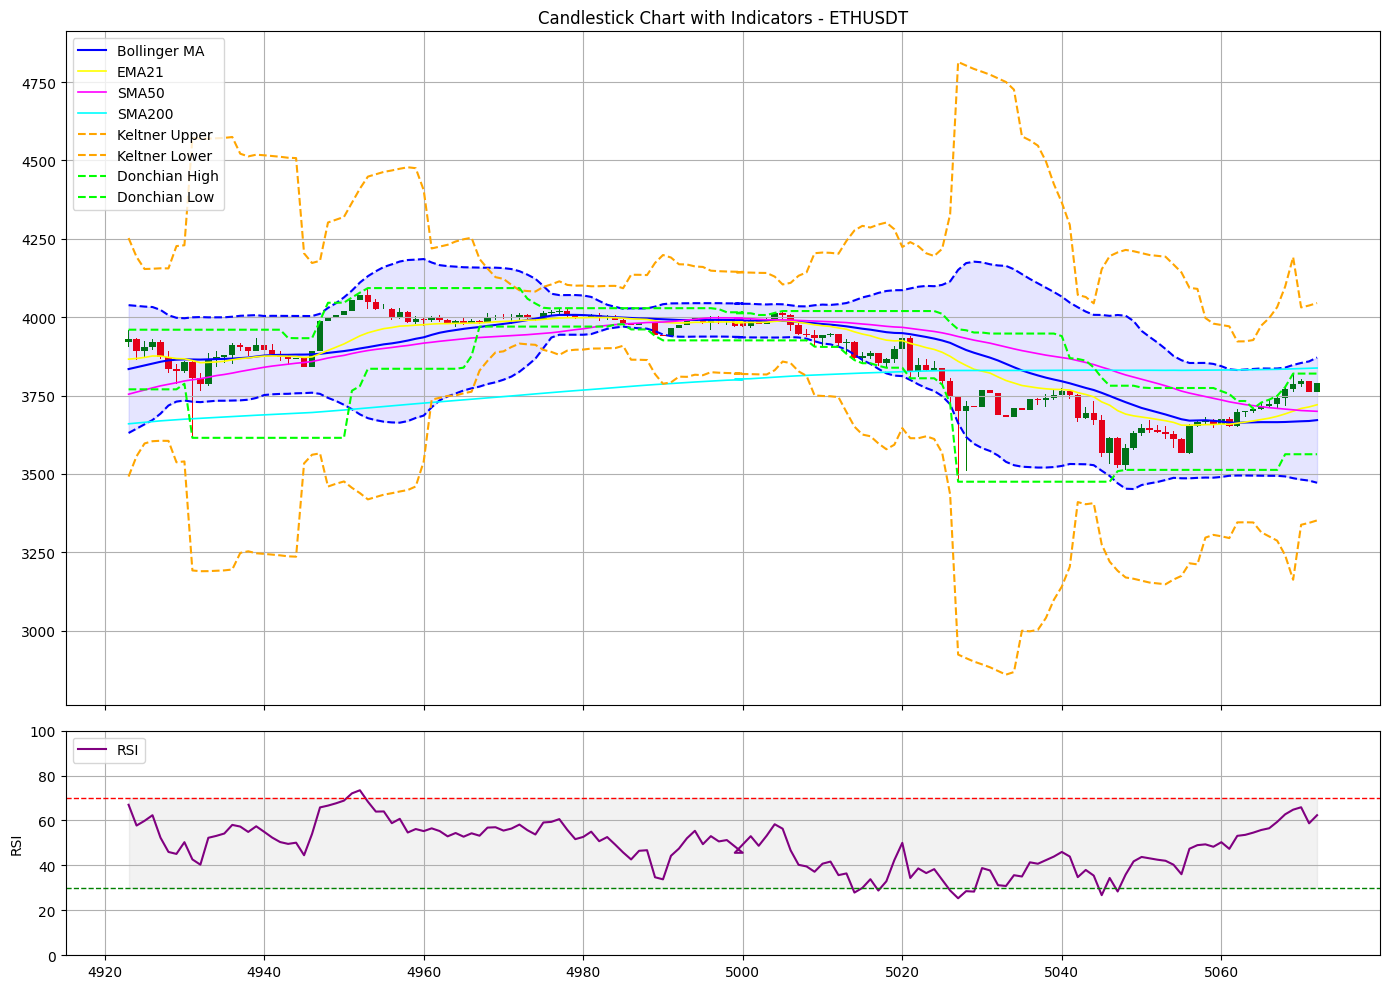 Candlestick Chart with Indicators - ETHUSDT
Bollinger MA
EMA21
SMA50
SMA200
Keltner Upper
Keltner Lower
Donchian High
Donchian Low
4750
4500
4250
4000
3750
3500
3250
3000
RSI
RSI
100
80
60
40
20
0
4920 4940 4960 4980 5000 5020 5040 5060